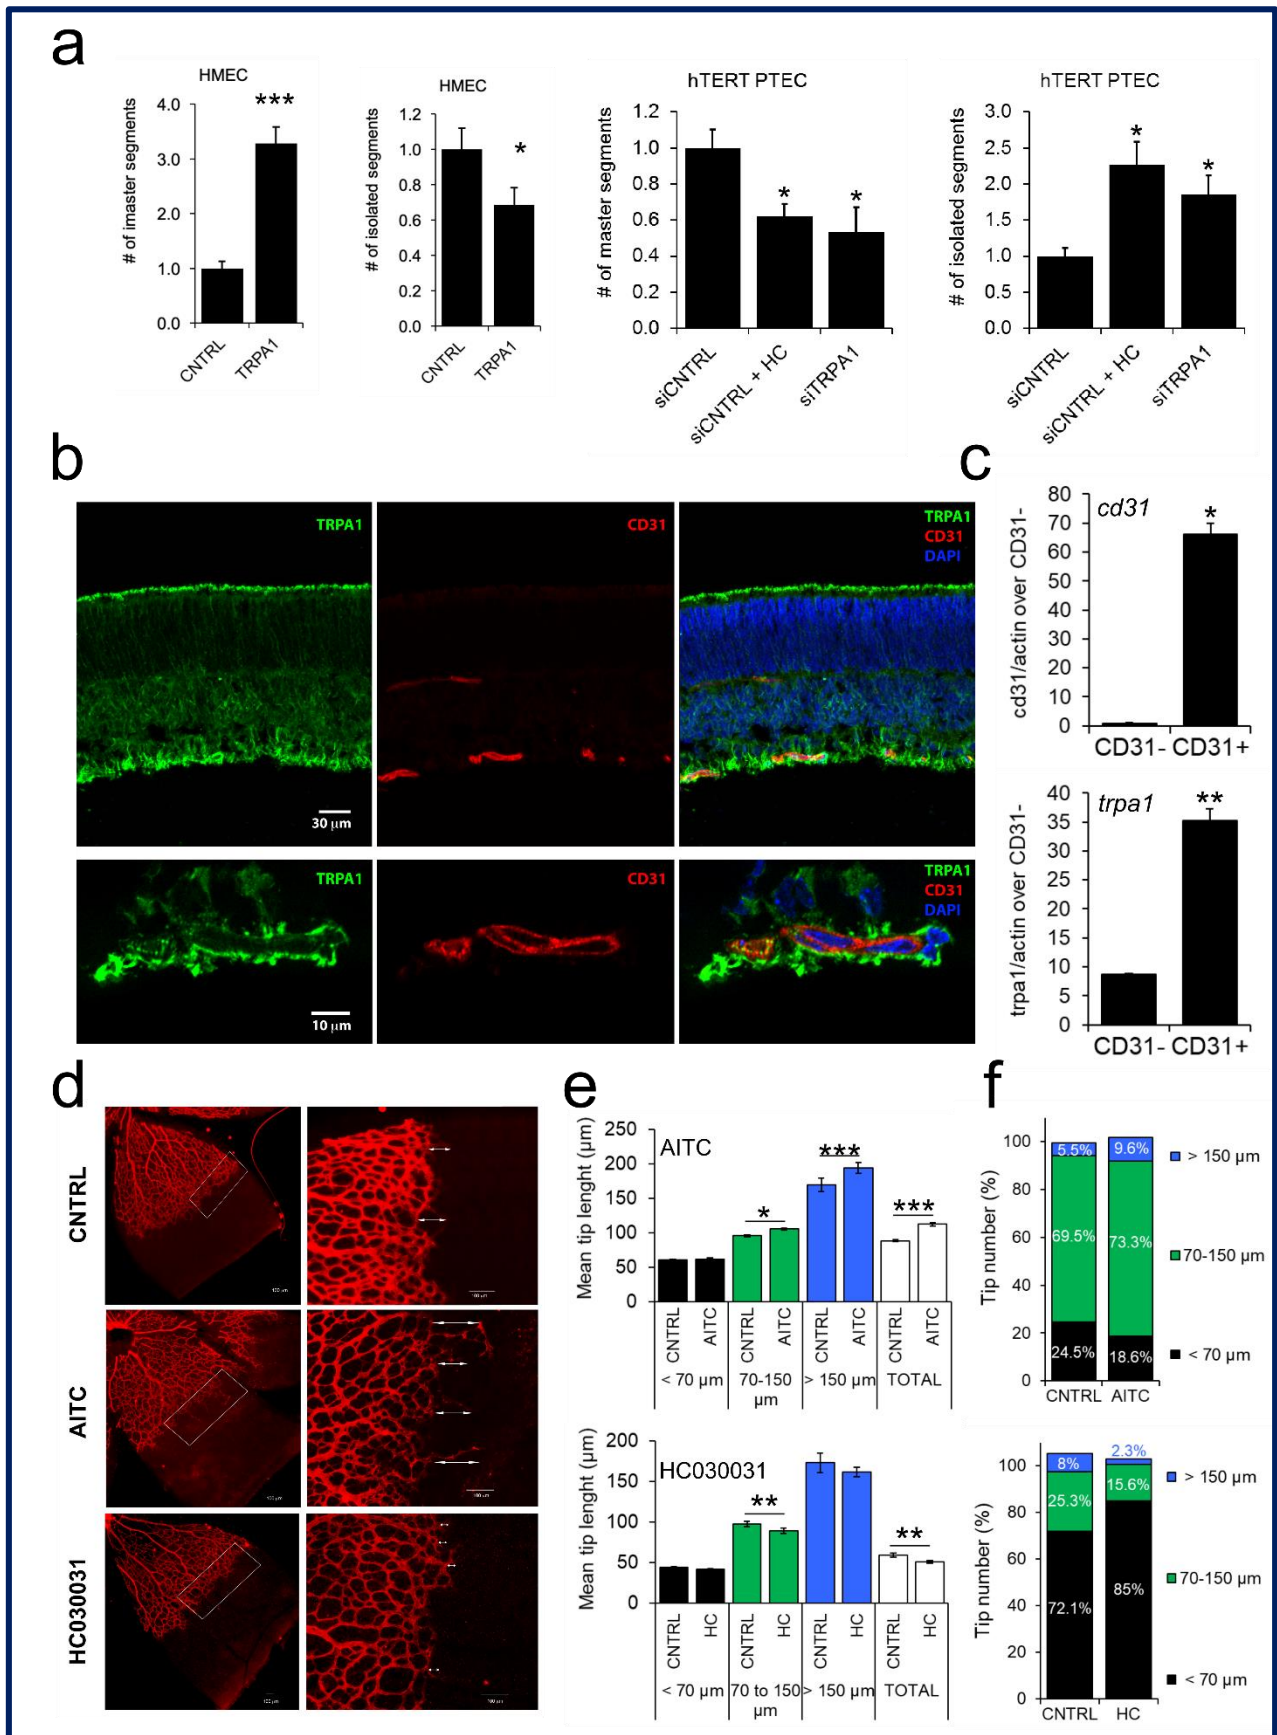 a
HMEC
# of imaster segments
4.0
3.0
2.0
1.0
0.0
***
CNTRL
TRPA1
HMEC
# of isolated segments
1.2
1.0
0.8
0.6
0.4
0.2
0.0
*
CNTRL
TRPA1
hTERT PTEC
# of master segments
1.2
1.0
0.8
0.6
0.4
0.2
0.0
*
*
siCNTRL
siCNTRL + HC
siTRPA1
hTERT PTEC
# of isolated segments
3.0
2.5
2.0
1.5
1.0
0.5
0.0
*
*
siCNTRL
siCNTRL + HC
siTRPA1
b
TRPA1
30 µm
CD31
TRPA1
CD31
DAPI
TRPA1
10 µm
CD31
TRPA1
CD31
DAPI
c
cd31/actin over CD31-
80
70
60
50
40
30
20
10
0
cd31
*
CD31- CD31+
trpa1/actin over CD31-
40
35
30
25
20
15
10
5
0
trpa1
**
CD31- CD31+
d
CNTRL
AITC
HC030031
e
Mean tip lenght (µm)
250
200
150
100
50
0
AITC
*
***
***
CNTRL
AITC
CNTRL
AITC
CNTRL
AITC
CNTRL
AITC
< 70 µm
70-150
µm
> 150 µm
TOTAL
Mean tip lenght (µm)
200
150
100
50
0
HC030031
**
**
CNTRL
HC
CNTRL
HC
CNTRL
HC
CNTRL
HC
< 70 µm
70 to 150
µm
> 150 µm
TOTAL
f
Tip number (%)
100
80
60
40
20
0
5.5%
69.5%
24.5%
9.6%
73.3%
18.6%
CNTRL
AITC
> 150 µm
70-150 µm
< 70 µm
Tip number (%)
100
80
60
40
20
0
8%
25.3%
72.1%
2.3%
15.6%
85%
CNTRL
HC
> 150 µm
70-150 µm
< 70 µm